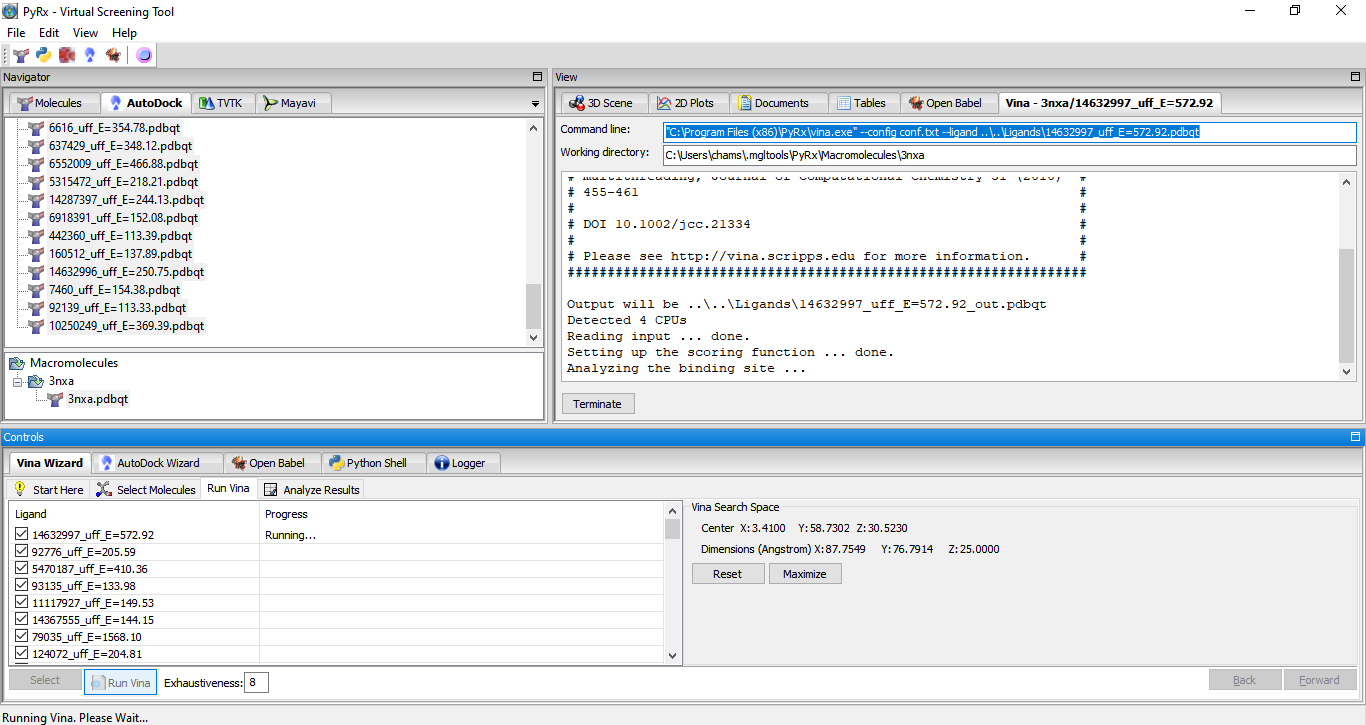 PyRx - Virtual Screening Tool
File Edit View Help
Navigator
Molecules AutoDock TVTK Mayavi
6616_uff_E=354.78.pdbqt
637429_uff_E=348.12.pdbqt
6552009_uff_E=466.88.pdbqt
5315472_uff_E=218.21.pdbqt
14287397_uff_E=244.13.pdbqt
6918391_uff_E=152.08.pdbqt
442360_uff_E=113.39.pdbqt
160512_uff_E=137.89.pdbqt
14632996_uff_E=250.75.pdbqt
7460_uff_E=154.38.pdbqt
92139_uff_E=113.33.pdbqt
10250249_uff_E=369.39.pdbqt
Macromolecules
3nxa
3nxa.pdbqt
View
3D Scene 2D Plots Documents Tables Open Babel Vina - 3nxa/14632997_uff_E=572.92
Command line: "C:\Program Files (x86)\PyRx\vina.exe" --config conf.txt --ligand ..\..\Ligands\14632997_uff_E=572.92.pdbqt
Working directory: C:\Users\chams\.mgltools\PyRx\Macromolecules\3nxa
# multithreading, Journal of Computational Chemistry 31 (2010) #
# 455-461 #
# #
# DOI 10.1002/jcc.21334 #
# #
# Please see http://vina.scripps.edu for more information. #
#################################################################
Output will be ..\..\Ligands\14632997_uff_E=572.92_out.pdbqt
Detected 4 CPUs
Reading input ... done.
Setting up the scoring function ... done.
Analyzing the binding site ...
Terminate
Controls
Vina Wizard AutoDock Wizard Open Babel Python Shell Logger
Start Here Select Molecules Run Vina Analyze Results
Ligand Progress
14632997_uff_E=572.92 Running...
92776_uff_E=205.59
5470187_uff_E=410.36
93135_uff_E=133.98
11117927_uff_E=149.53
14367555_uff_E=144.15
79035_uff_E=1568.10
124072_uff_E=204.81
Vina Search Space
Center X:3.4100 Y:58.7302 Z:30.5230
Dimensions (Angstrom) X:87.7549 Y:76.7914 Z:25.0000
Reset Maximize
Select Run Vina Exhaustiveness: 8 Back Forward
Running Vina. Please Wait...